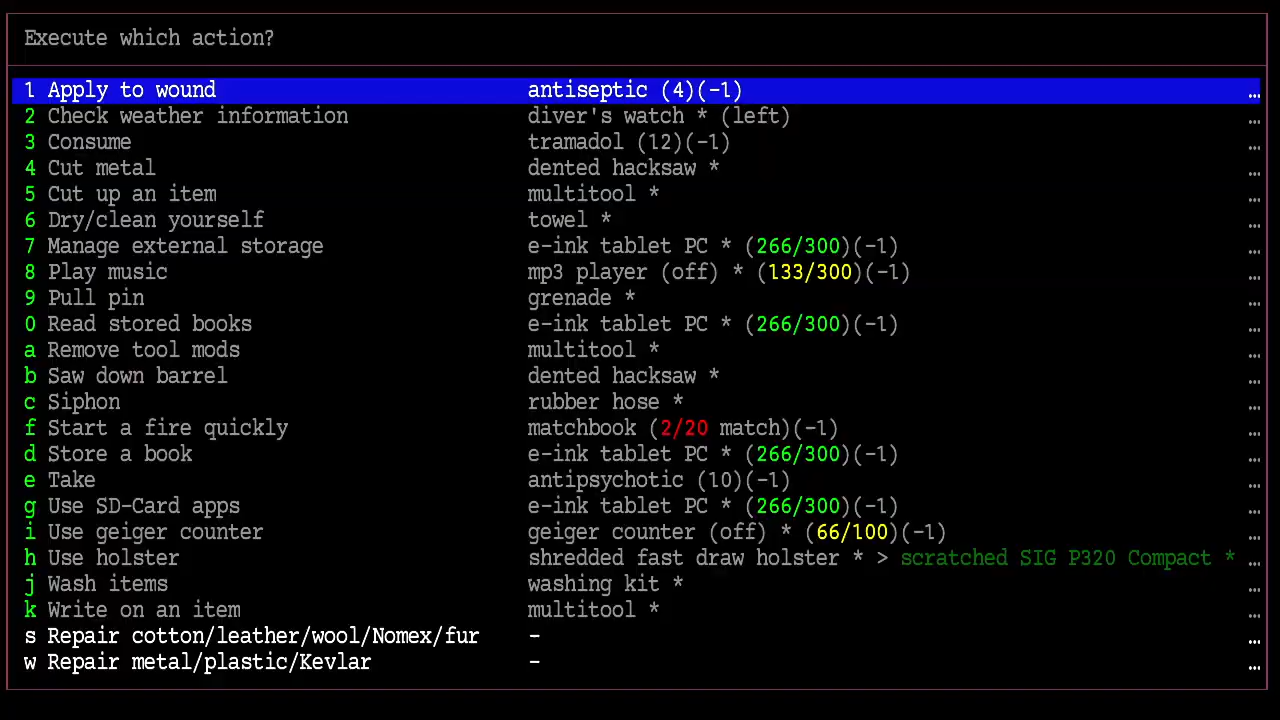 Execute which action?
1 Apply to wound antiseptic (4)(-1) …
2 Check weather information diver's watch * (left) …
3 Consume tramadol (12)(-1) …
4 Cut metal dented hacksaw * …
5 Cut up an item multitool * …
6 Dry/clean yourself towel * …
7 Manage external storage e-ink tablet PC * (266/300)(-1) …
8 Play music mp3 player (off) * (133/300)(-1) …
9 Pull pin grenade * …
0 Read stored books e-ink tablet PC * (266/300)(-1) …
a Remove tool mods multitool * …
b Saw down barrel dented hacksaw * …
c Siphon rubber hose * …
f Start a fire quickly matchbook (2/20 match)(-1) …
d Store a book e-ink tablet PC * (266/300)(-1) …
e Take antipsychotic (10)(-1) …
g Use SD-Card apps e-ink tablet PC * (266/300)(-1) …
i Use geiger counter geiger counter (off) * (66/100)(-1) …
h Use holster shredded fast draw holster * > scratched SIG P320 Compact * …
j Wash items washing kit * …
k Write on an item multitool * …
s Repair cotton/leather/wool/Nomex/fur - …
w Repair metal/plastic/Kevlar - …